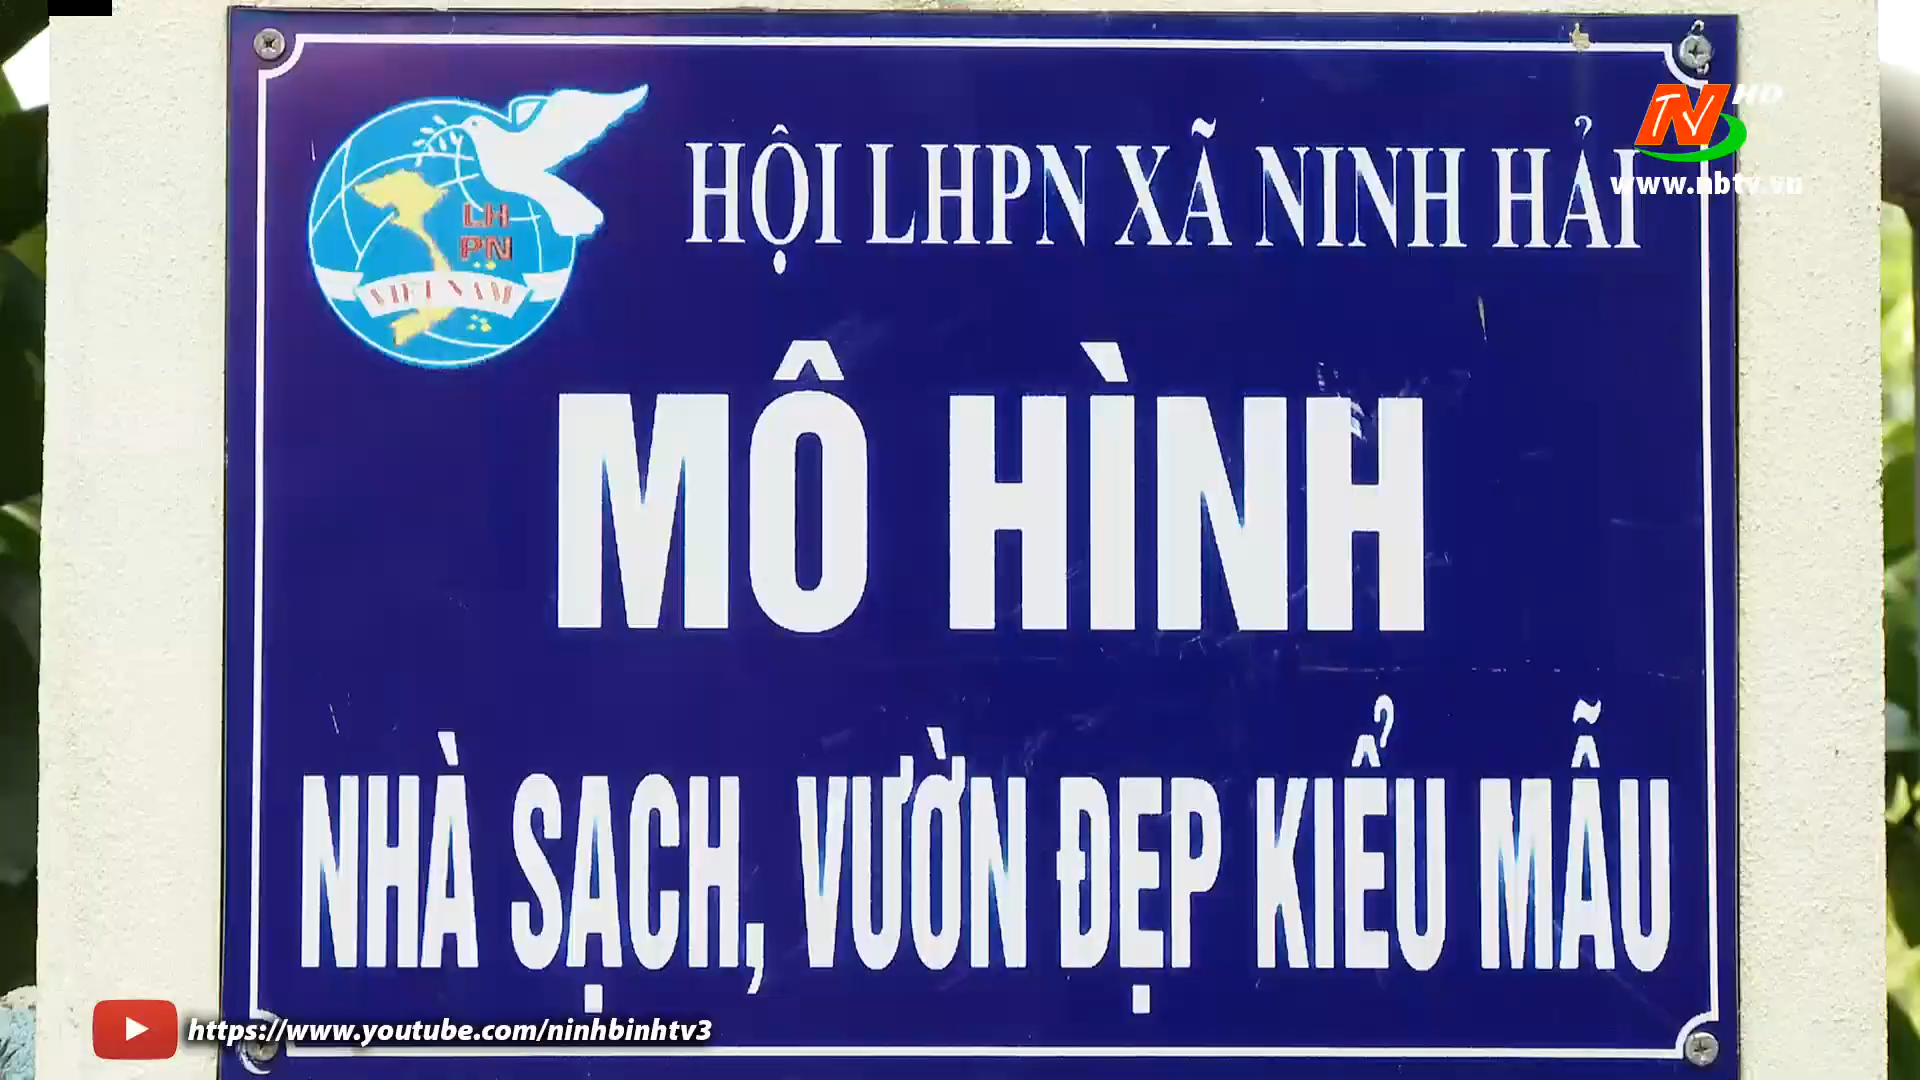 HỘI LHPN XÃ NINH HẢI
LH
PN
VIỆT NAM
MÔ HÌNH
NHÀ SẠCH, VƯỜN ĐẸP KIỂU MẪU
NTV HD
www.nbtv.vn
https://www.youtube.com/ninhbinhtv3